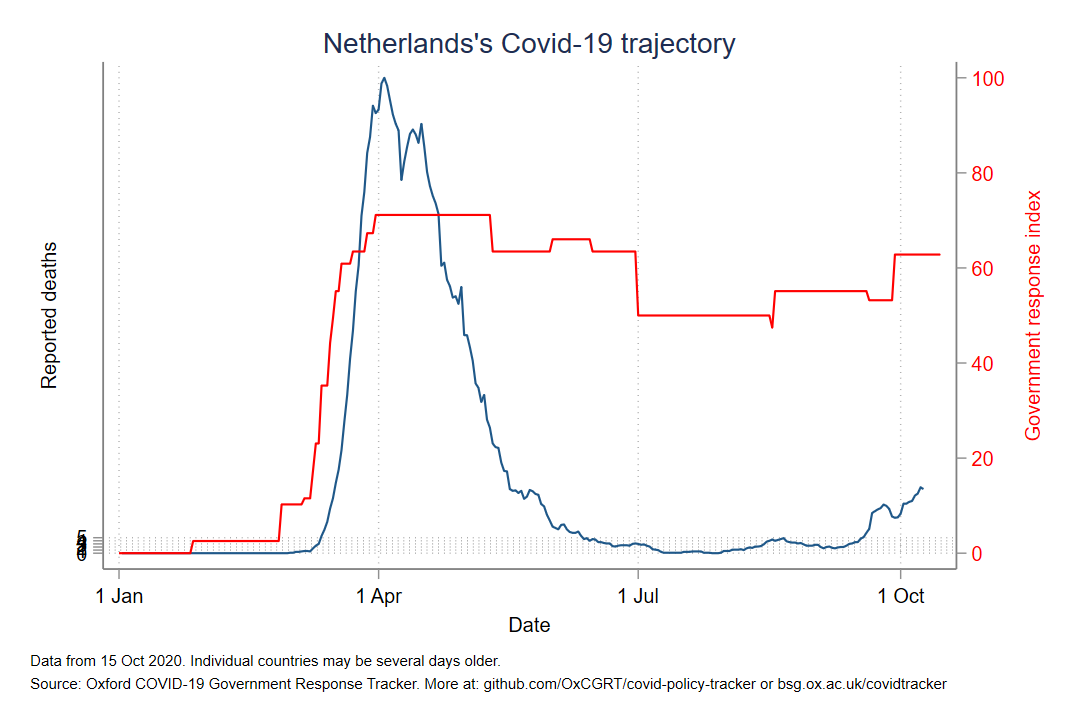 Netherlands's Covid-19 trajectory
100
80
60
40
20
0
Government response index
Reported deaths
5
0
1 Jan
1 Apr
1 Jul
1 Oct
Date
Data from 15 Oct 2020. Individual countries may be several days older.
Source: Oxford COVID-19 Government Response Tracker. More at: github.com/OxCGRT/covid-policy-tracker or bsg.ox.ac.uk/covidtracker